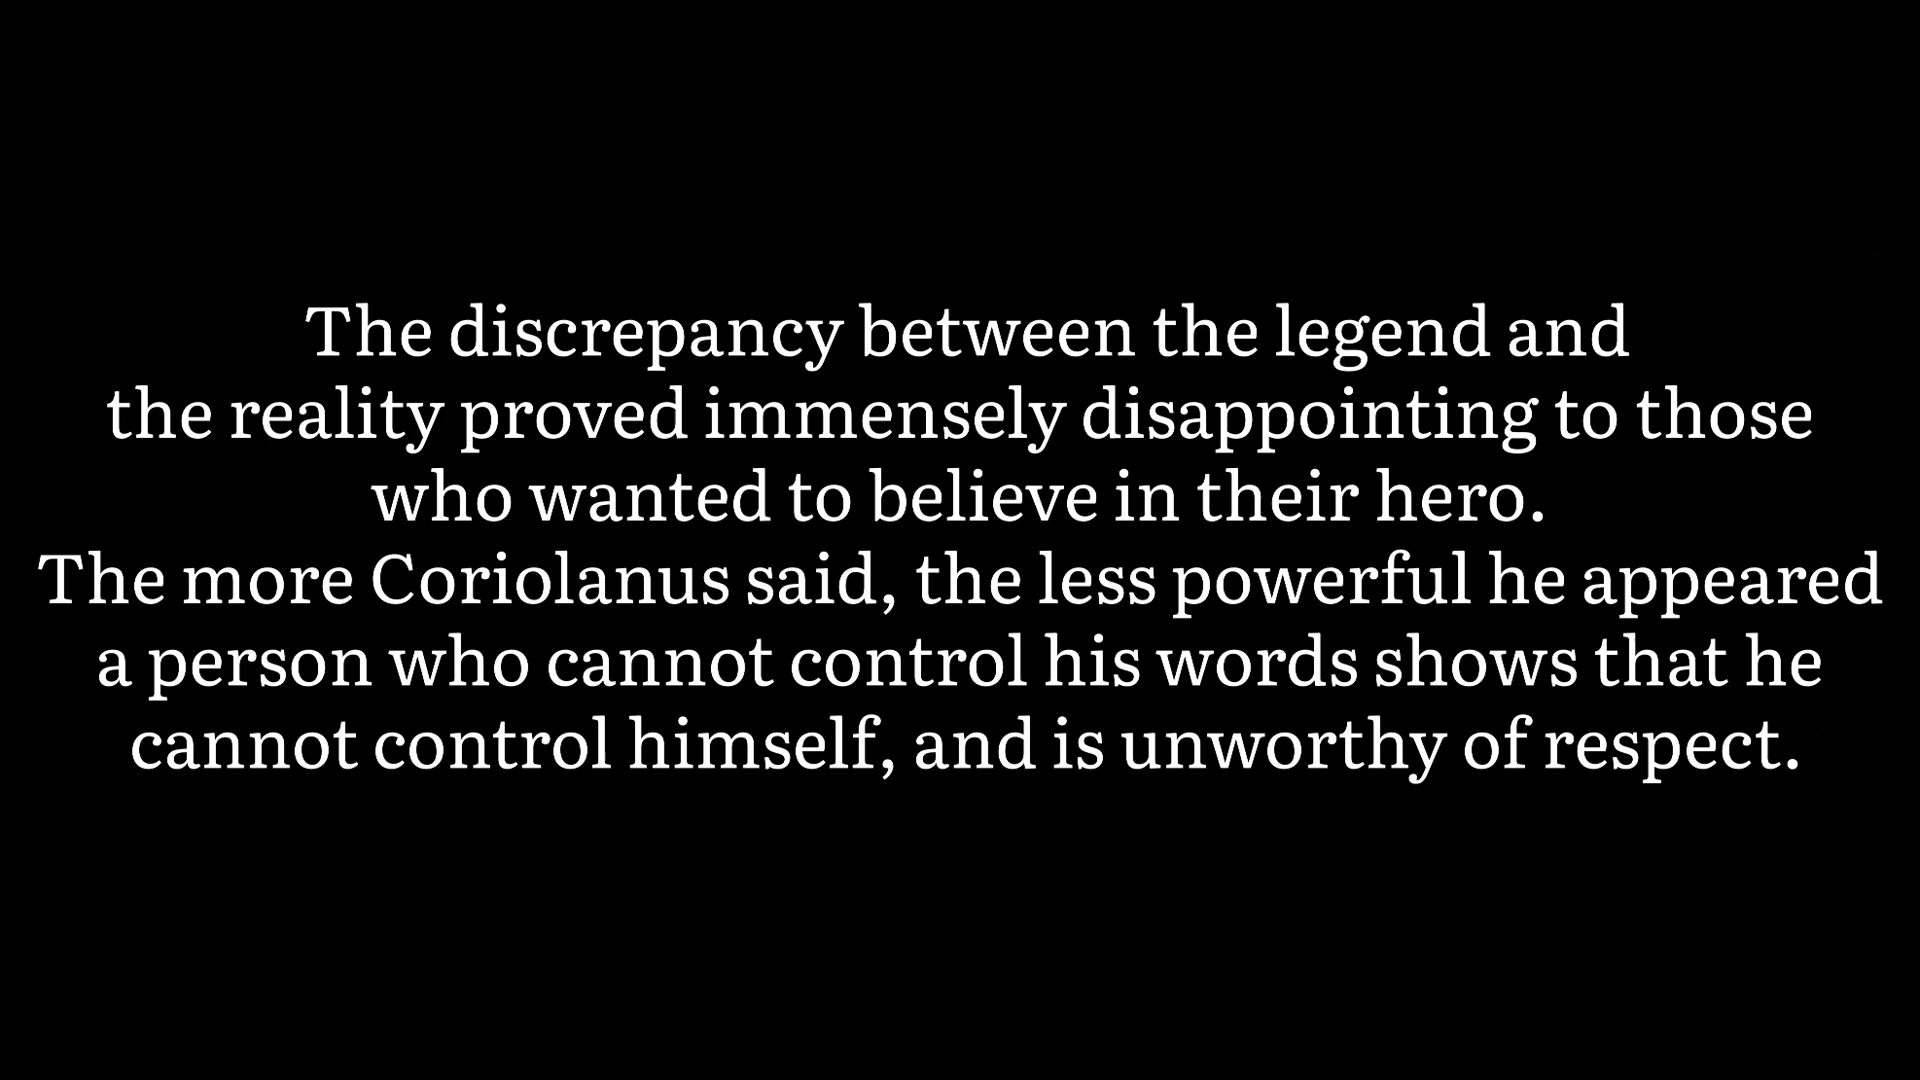 The discrepancy between the legend and
the reality proved immensely disappointing to those
who wanted to believe in their hero.
The more Coriolanus said, the less powerful he appeared
a person who cannot control his words shows that he
cannot control himself, and is unworthy of respect.